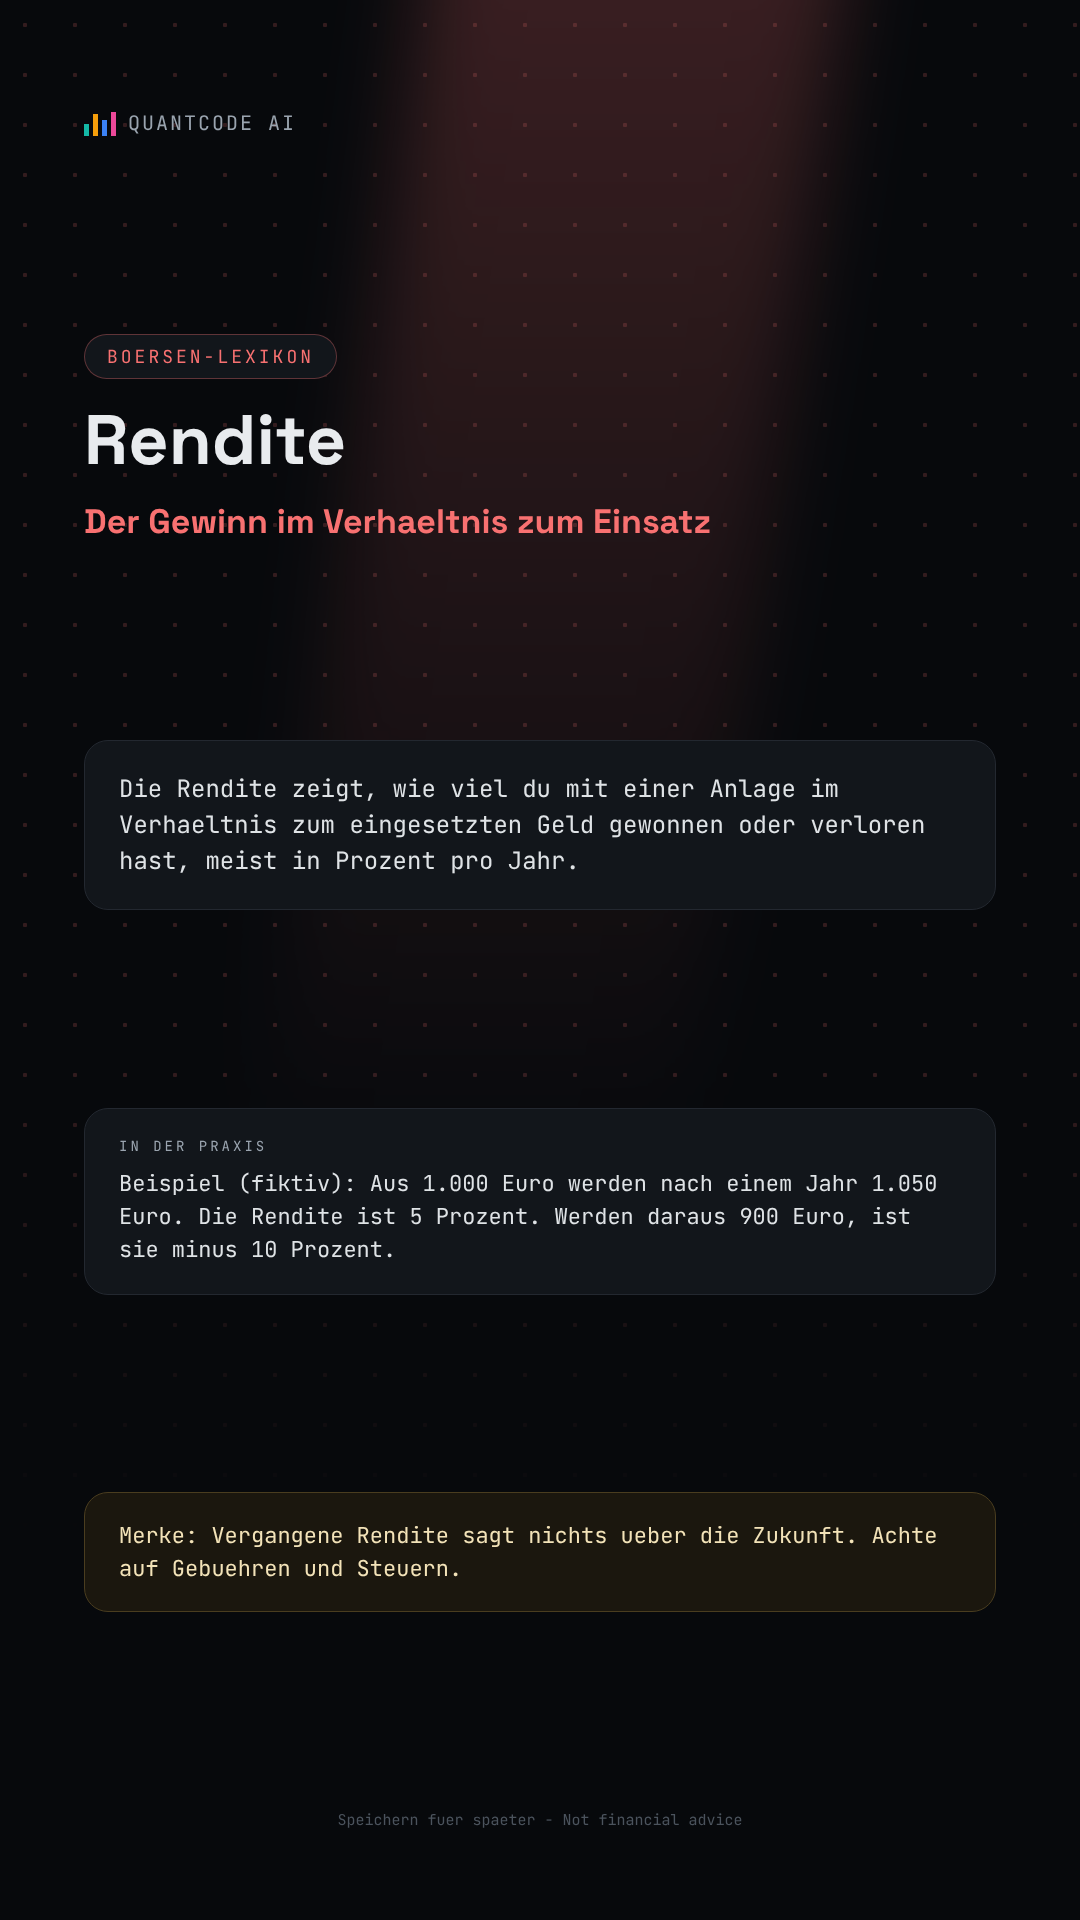 QUANTCODE AI
BOERSEN-LEXIKON
Rendite
Der Gewinn im Verhaeltnis zum Einsatz
Die Rendite zeigt, wie viel du mit einer Anlage im
Verhaeltnis zum eingesetzten Geld gewonnen oder verloren
hast, meist in Prozent pro Jahr.
IN DER PRAXIS
Beispiel (fiktiv): Aus 1.000 Euro werden nach einem Jahr 1.050
Euro. Die Rendite ist 5 Prozent. Werden daraus 900 Euro, ist
sie minus 10 Prozent.
Merke: Vergangene Rendite sagt nichts ueber die Zukunft. Achte
auf Gebuehren und Steuern.
Speichern fuer spaeter - Not financial advice